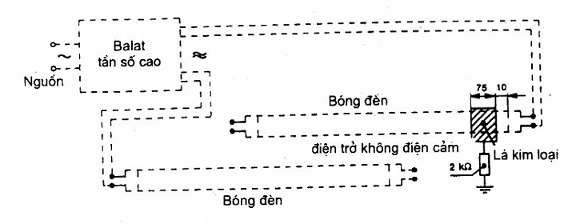 Balat
tần số cao
~
≈
Nguồn
75
10
Bóng đèn
điện trở không điện cảm
Lá kim loại
2 kΩ
Bóng đèn